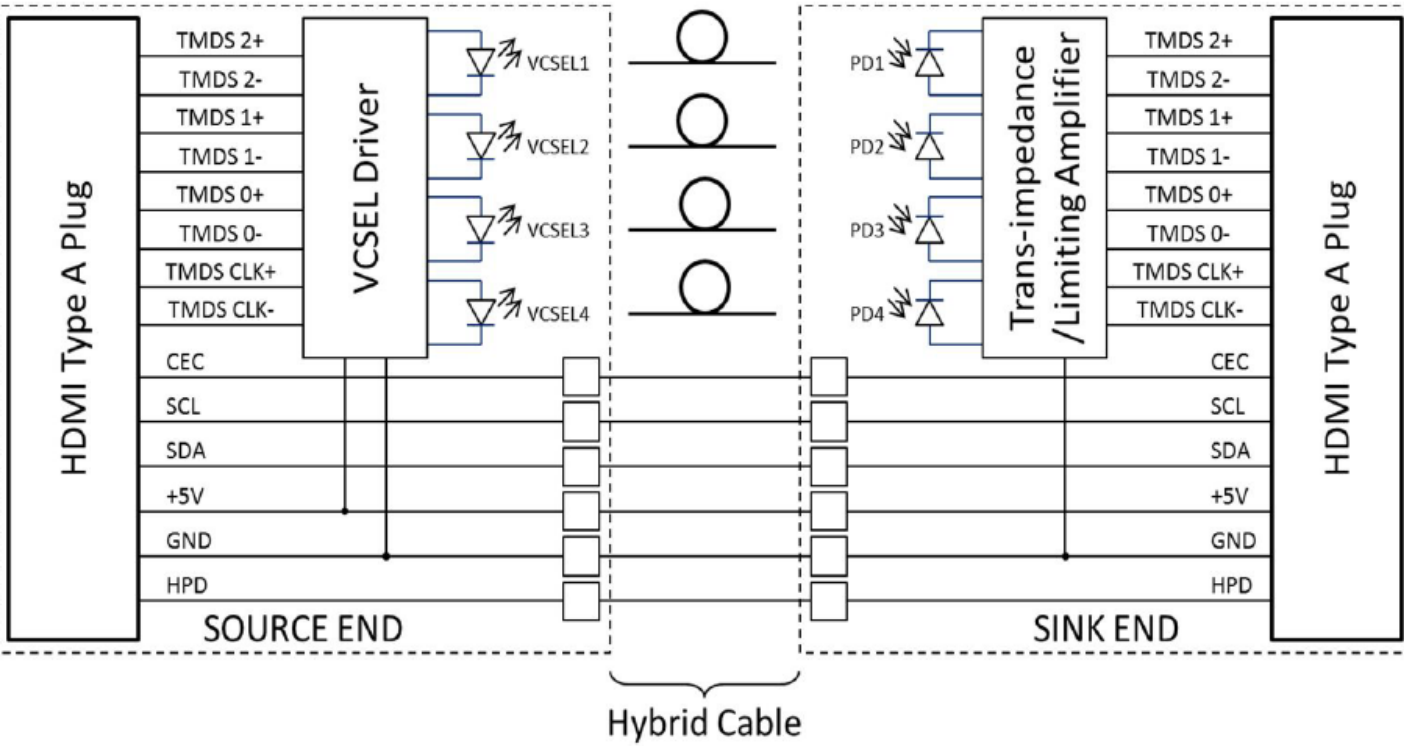 HDMI Type A Plug
TMDS 2+
TMDS 2-
TMDS 1+
TMDS 1-
TMDS 0+
TMDS 0-
TMDS CLK+
TMDS CLK-
CEC
SCL
SDA
+5V
GND
HPD
VCSEL Driver
VCSEL1
VCSEL2
VCSEL3
VCSEL4
SOURCE END
PD1
PD2
PD3
PD4
Trans-impedance
/Limiting Amplifier
TMDS 2+
TMDS 2-
TMDS 1+
TMDS 1-
TMDS 0+
TMDS 0-
TMDS CLK+
TMDS CLK-
CEC
SCL
SDA
+5V
GND
HPD
SINK END
HDMI Type A Plug
Hybrid Cable